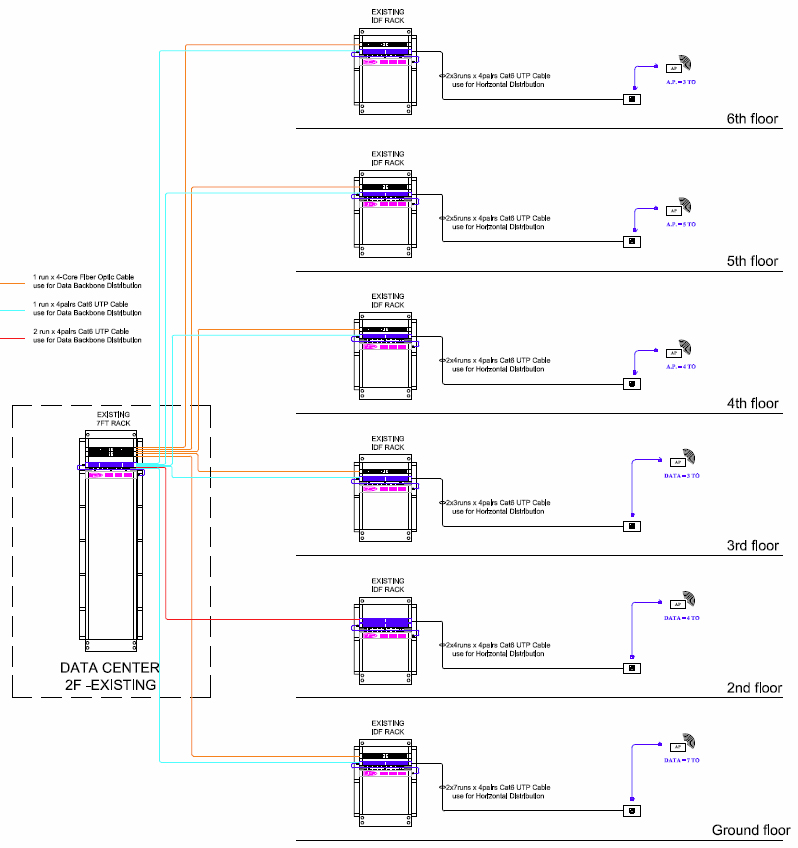 EXISTING
IDF RACK
2x3runs x 4pairs Cat6 UTP Cable
use for Horizontal Distribution
AP
A.P. = 3 TO
6th floor
EXISTING
IDF RACK
2x5runs x 4pairs Cat6 UTP Cable
use for Horizontal Distribution
AP
A.P. = 5 TO
5th floor
1 run x 4-Core Fiber Optic Cable
use for Data Backbone Distribution
1 run x 4pairs Cat6 UTP Cable
use for Data Backbone Distribution
2 run x 4pairs Cat6 UTP Cable
use for Data Backbone Distribution
EXISTING
IDF RACK
2x4runs x 4pairs Cat6 UTP Cable
use for Horizontal Distribution
AP
A.P. = 4 TO
4th floor
EXISTING
7FT RACK
DATA CENTER
2F -EXISTING
EXISTING
IDF RACK
2x3runs x 4pairs Cat6 UTP Cable
use for Horizontal Distribution
AP
DATA = 3 TO
3rd floor
EXISTING
IDF RACK
2x4runs x 4pairs Cat6 UTP Cable
use for Horizontal Distribution
AP
DATA = 4 TO
2nd floor
EXISTING
IDF RACK
2x7runs x 4pairs Cat6 UTP Cable
use for Horizontal Distribution
AP
DATA = 7 TO
Ground floor